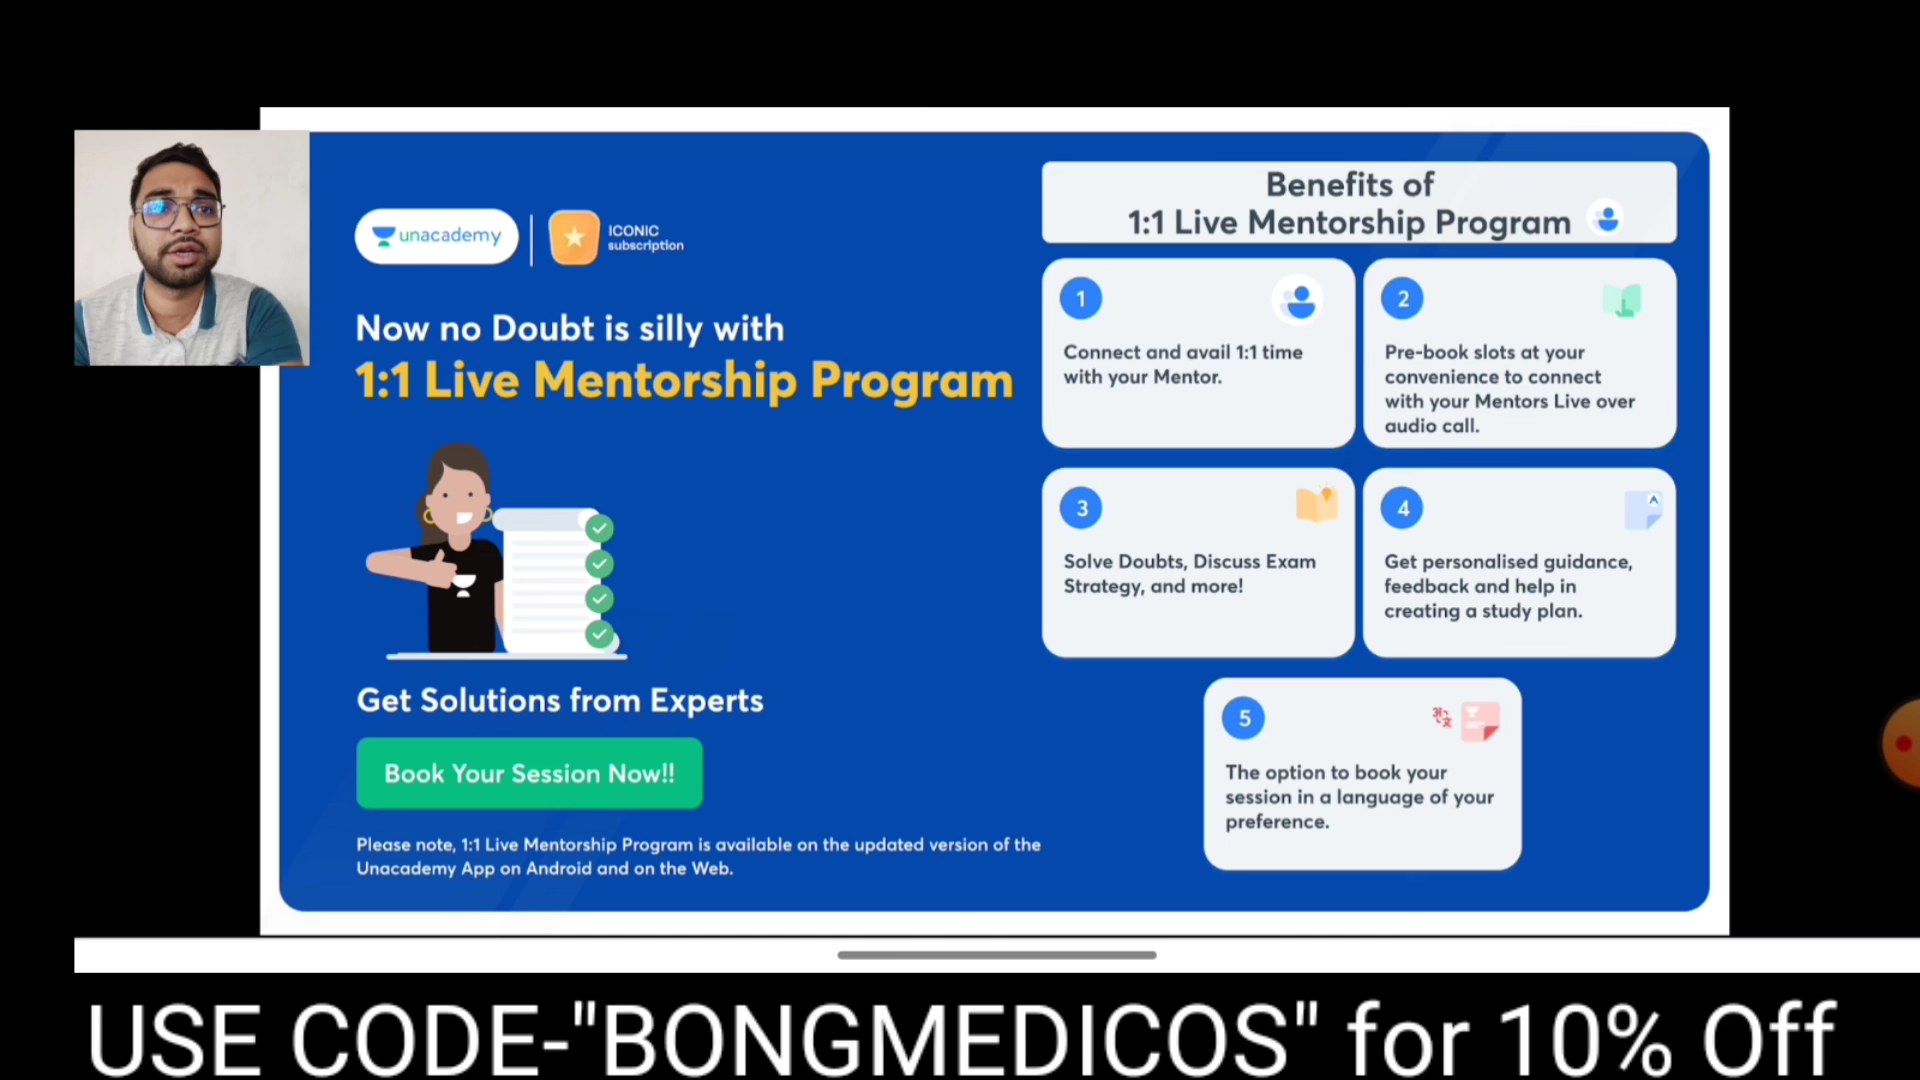 unacademy
ICONIC
subscription
Now no Doubt is silly with
1:1 Live Mentorship Program
Get Solutions from Experts
Book Your Session Now!!
Please note, 1:1 Live Mentorship Program is available on the updated version of the
Unacademy App on Android and on the Web.
Benefits of
1:1 Live Mentorship Program
1
Connect and avail 1:1 time
with your Mentor.
2
Pre-book slots at your
convenience to connect
with your Mentors Live over
audio call.
3
Solve Doubts, Discuss Exam
Strategy, and more!
4
Get personalised guidance,
feedback and help in
creating a study plan.
5
The option to book your
session in a language of your
preference.
USE CODE-"BONGMEDICOS" for 10% Off